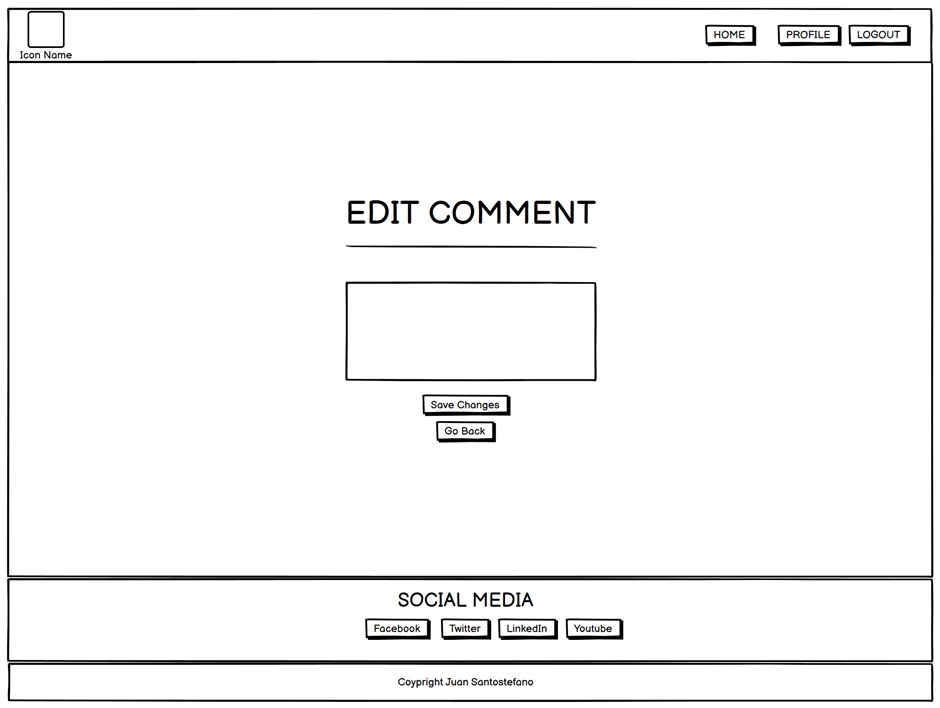 Icon Name
HOME PROFILE LOGOUT
EDIT COMMENT
Save Changes
Go Back
SOCIAL MEDIA
Facebook Twitter LinkedIn Youtube
Coypright Juan Santostefano